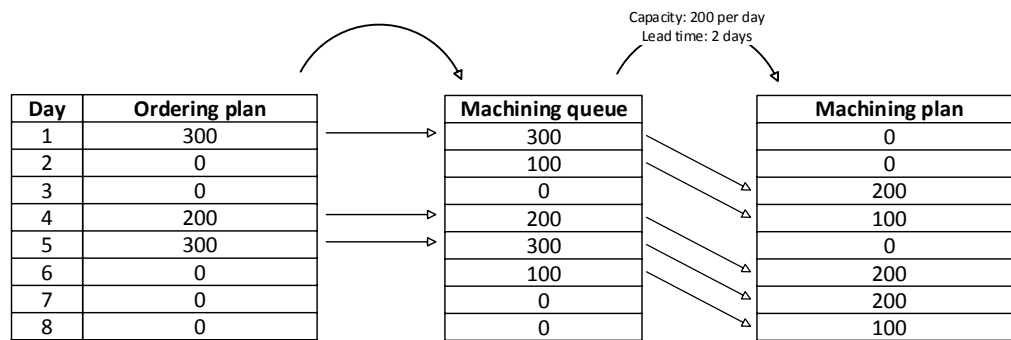 Capacity: 200 per day
Lead time: 2 days
Day Ordering plan Machining queue Machining plan
1 300 300 0
2 0 100 0
3 0 0 200
4 200 200 100
5 300 300 0
6 0 100 200
7 0 0 200
8 0 0 100